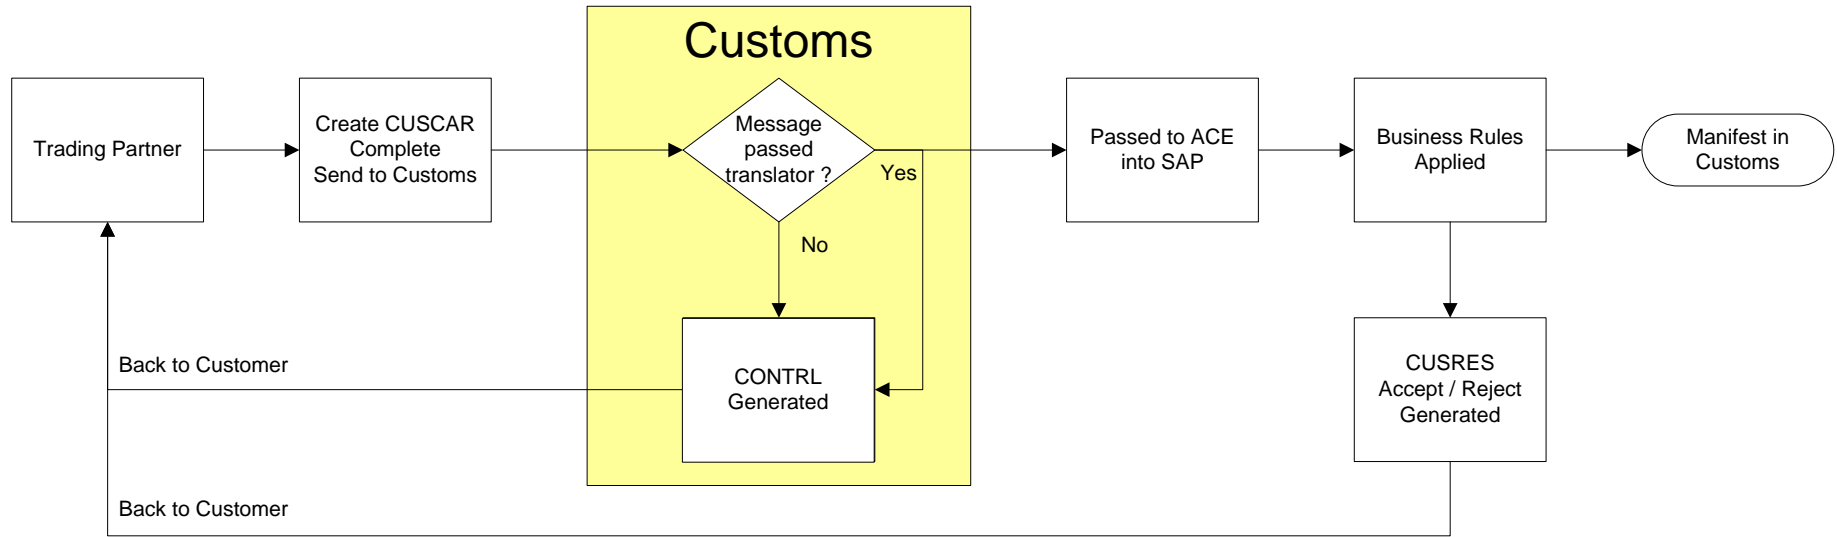 Customs
Trading Partner
Create CUSCAR
Complete
Send to Customs
Message
passed
translator ?
Yes
No
Passed to ACE
into SAP
Business Rules
Applied
Manifest in
Customs
Back to Customer
CONTRL
Generated
CUSRES
Accept / Reject
Generated
Back to Customer